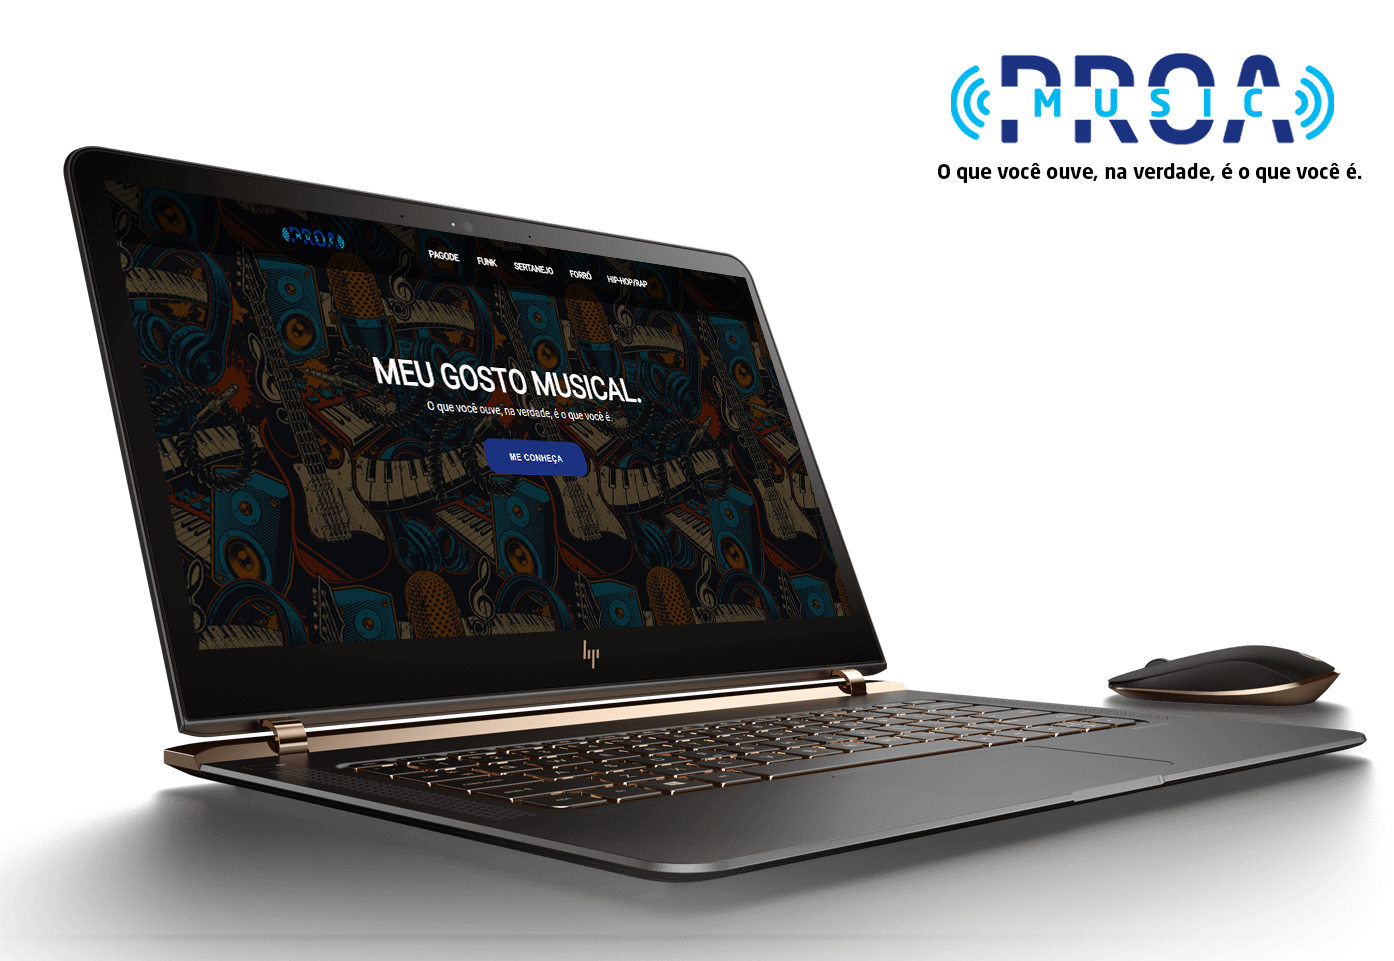 PROA
MUSIC
O que você ouve, na verdade, é o que você é.
PROA
PAGODE FUNK SERTANEJO FORRÓ HIP-HOP/RAP
MEU GOSTO MUSICAL.
O que você ouve, na verdade, é o que você é.
ME CONHEÇA
hp